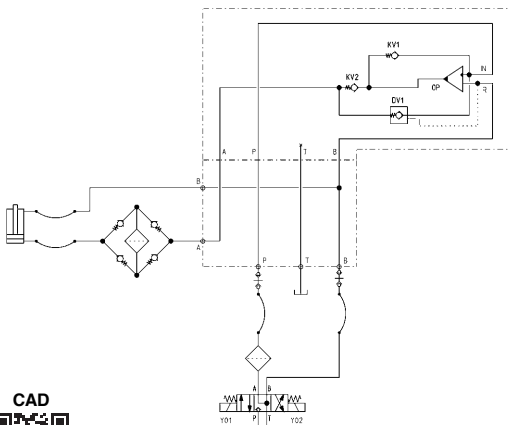 KV1
IN
KV2
OP
R
DV1
A P T B
B
A
P T B
CAD
A B
Y01 P T Y02